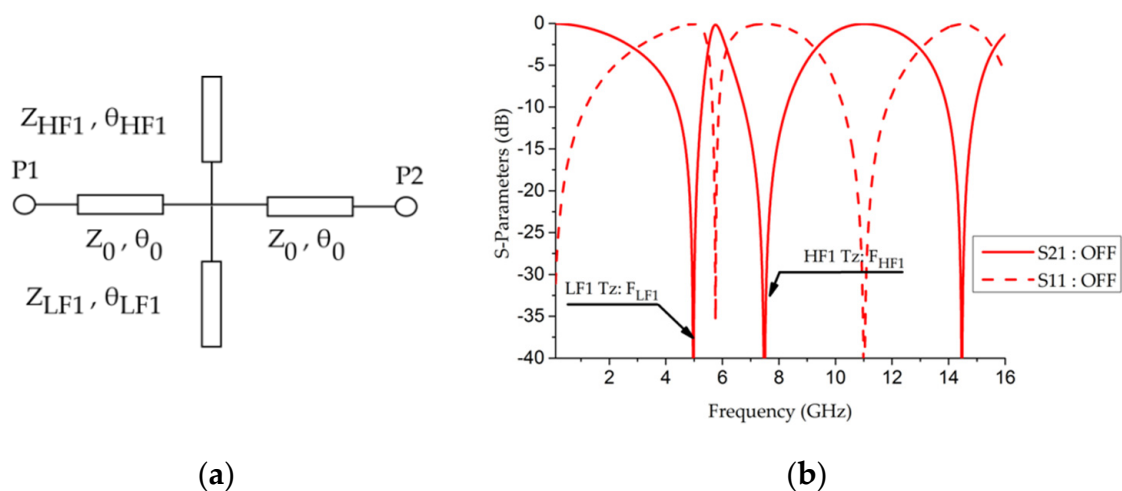 Z_HF1 , θ_HF1
P1
P2
Z_0 , θ_0
Z_0 , θ_0
Z_LF1 , θ_LF1
(a)
S-Parameters (dB)
0
-5
-10
-15
-20
-25
-30
-35
-40
HF1 Tz: F_HF1
LF1 Tz: F_LF1
2 4 6 8 10 12 14 16
Frequency (GHz)
S21 : OFF
S11 : OFF
(b)